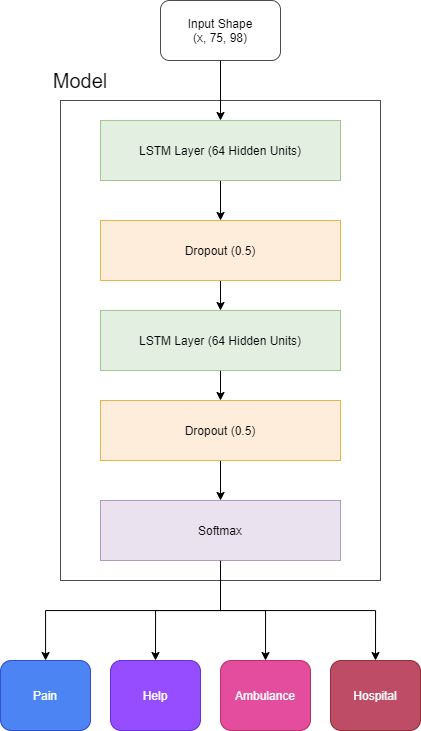 Input Shape
(x, 75, 98)
Model
LSTM Layer (64 Hidden Units)
Dropout (0.5)
LSTM Layer (64 Hidden Units)
Dropout (0.5)
Softmax
Pain
Help
Ambulance
Hospital